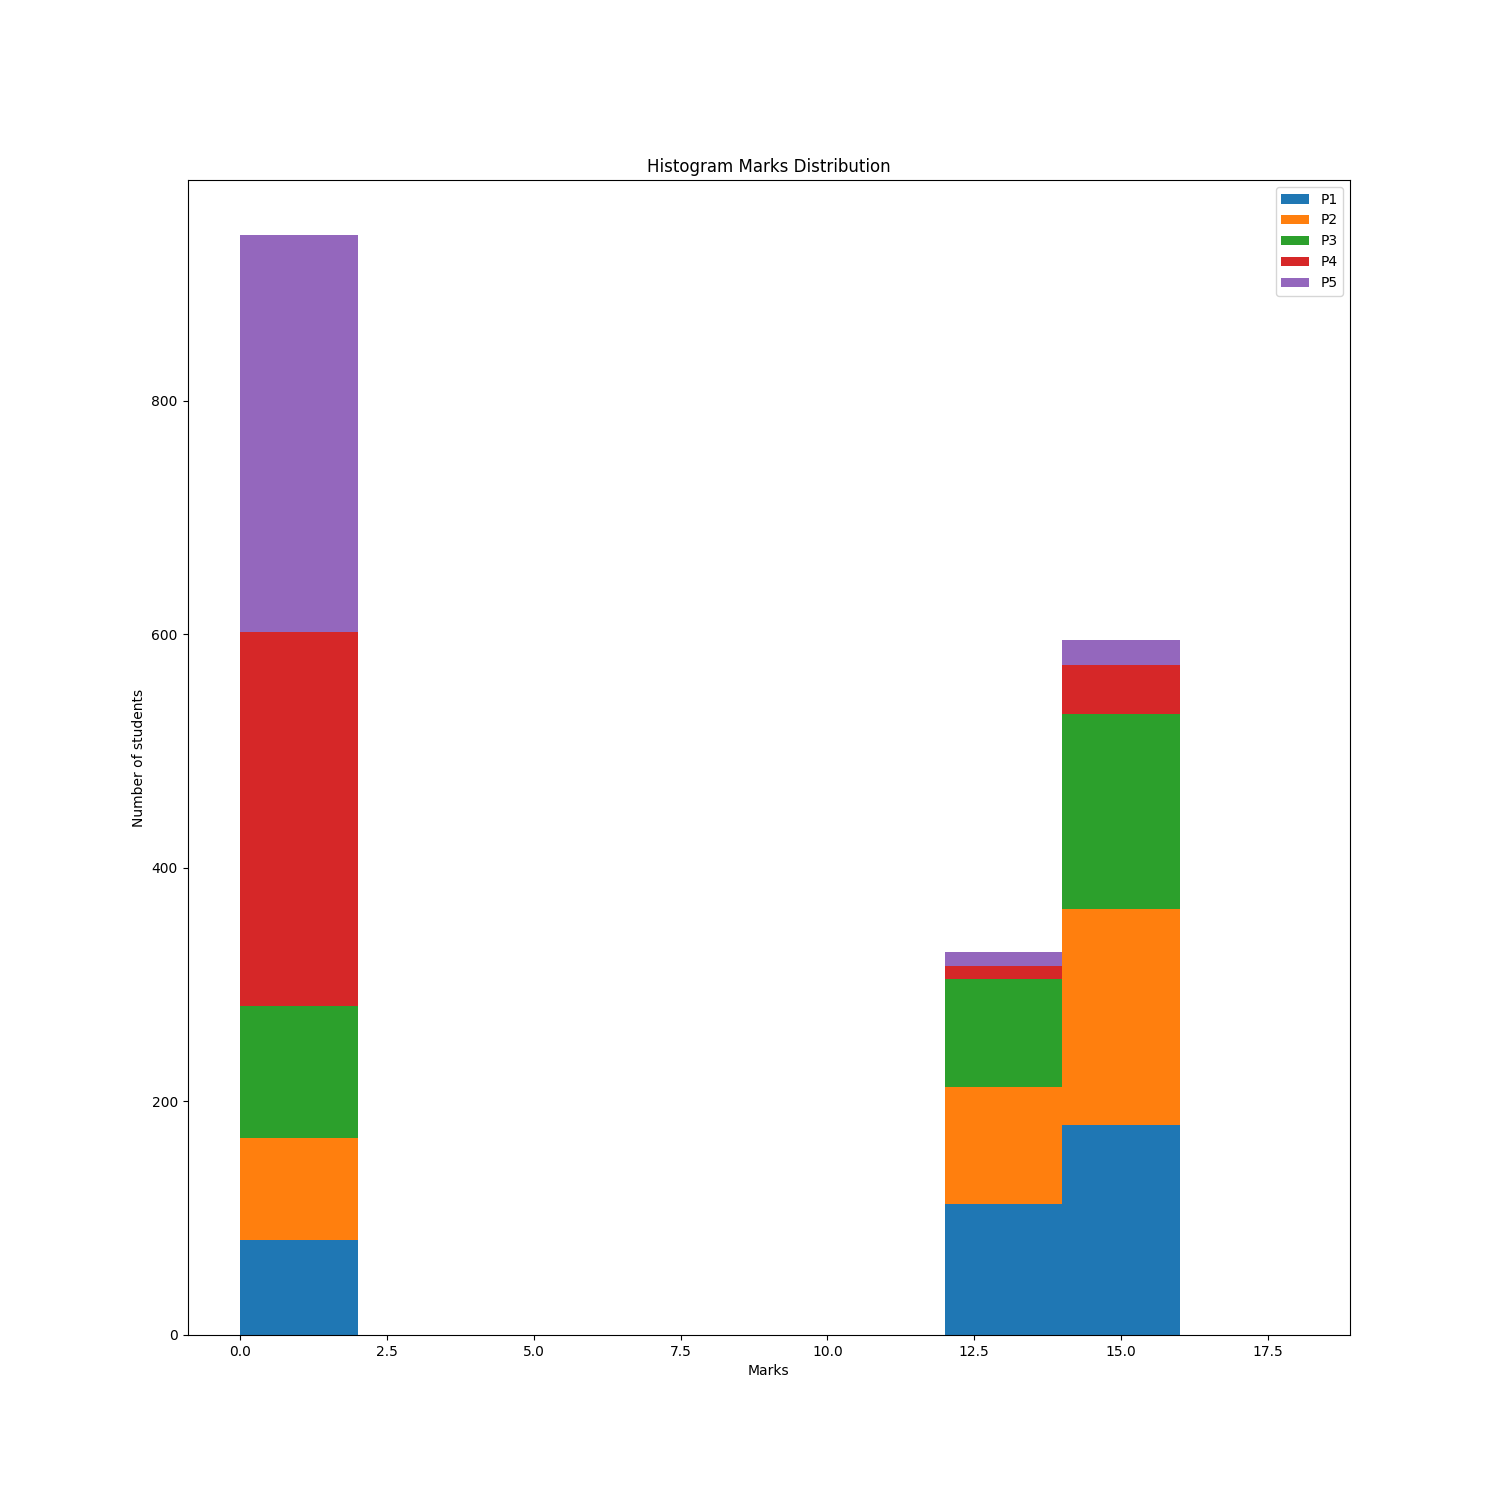 Histogram Marks Distribution
P1
P2
P3
P4
P5
800
600
400
200
0
Number of students
0.0 2.5 5.0 7.5 10.0 12.5 15.0 17.5
Marks